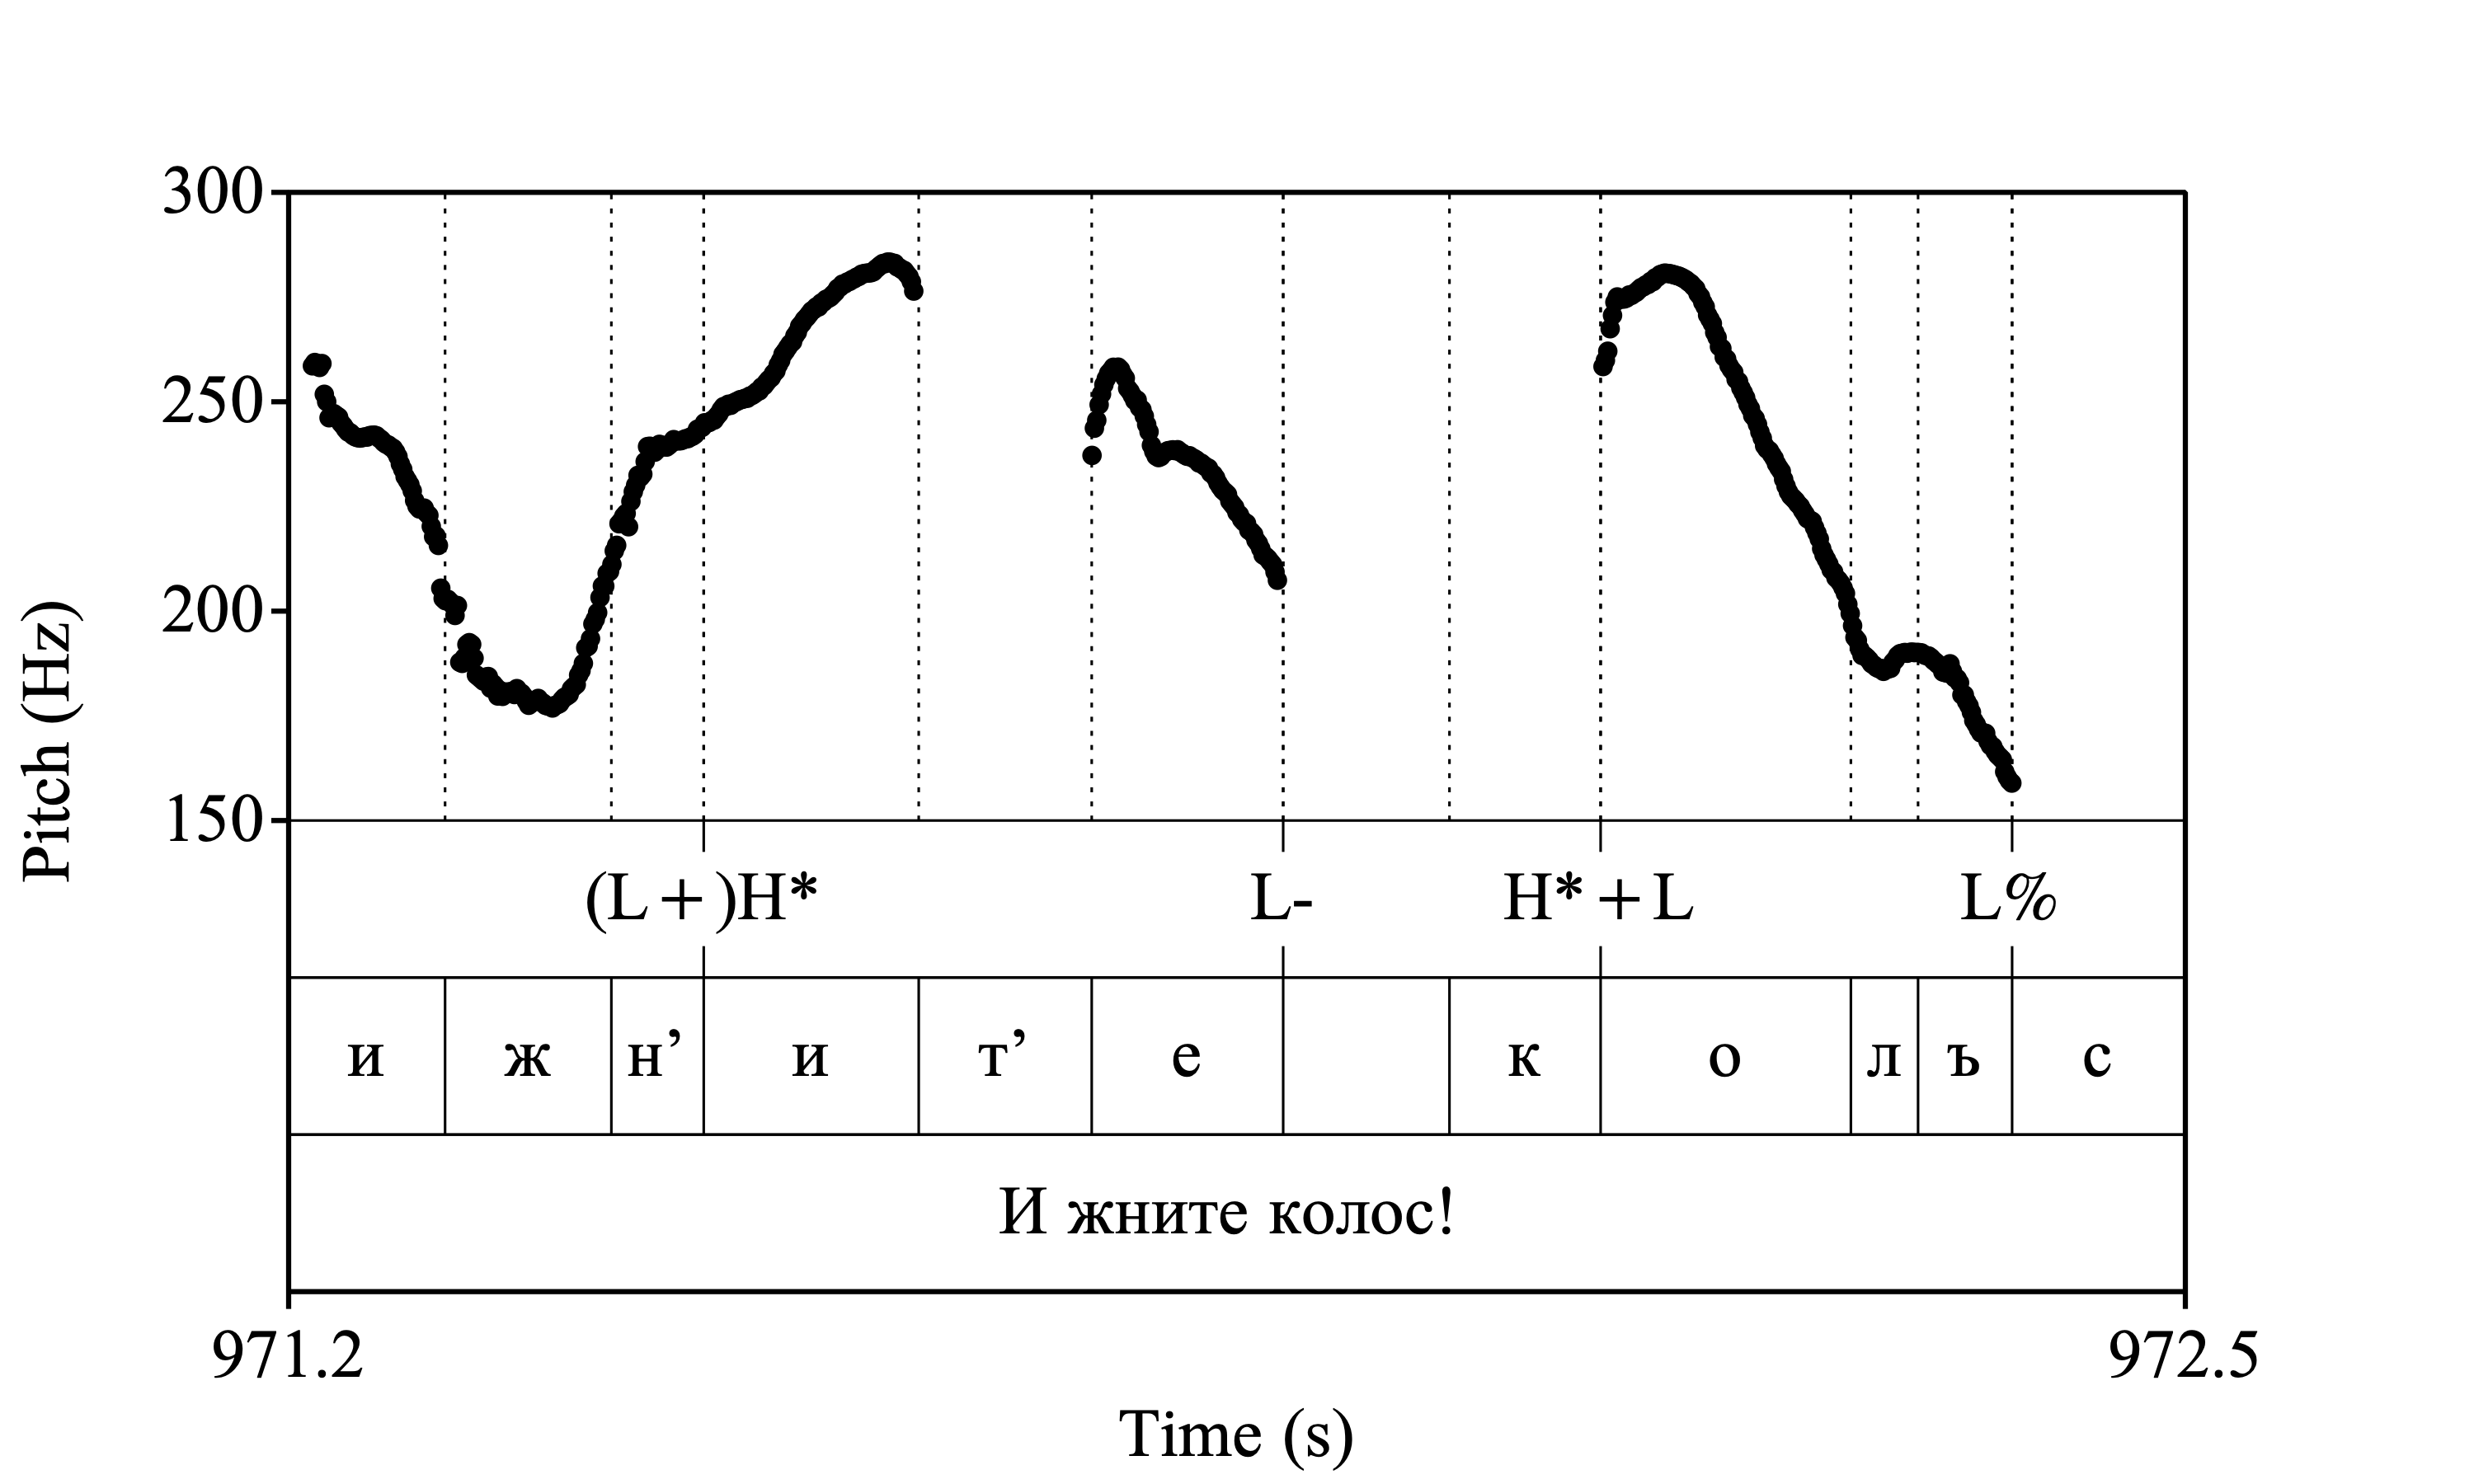 300
250
200
150
Pitch (Hz)
(L + )H* L- H* + L L%
и ж н’ и т’ е к о л ъ с
И жните колос!
971.2 972.5
Time (s)